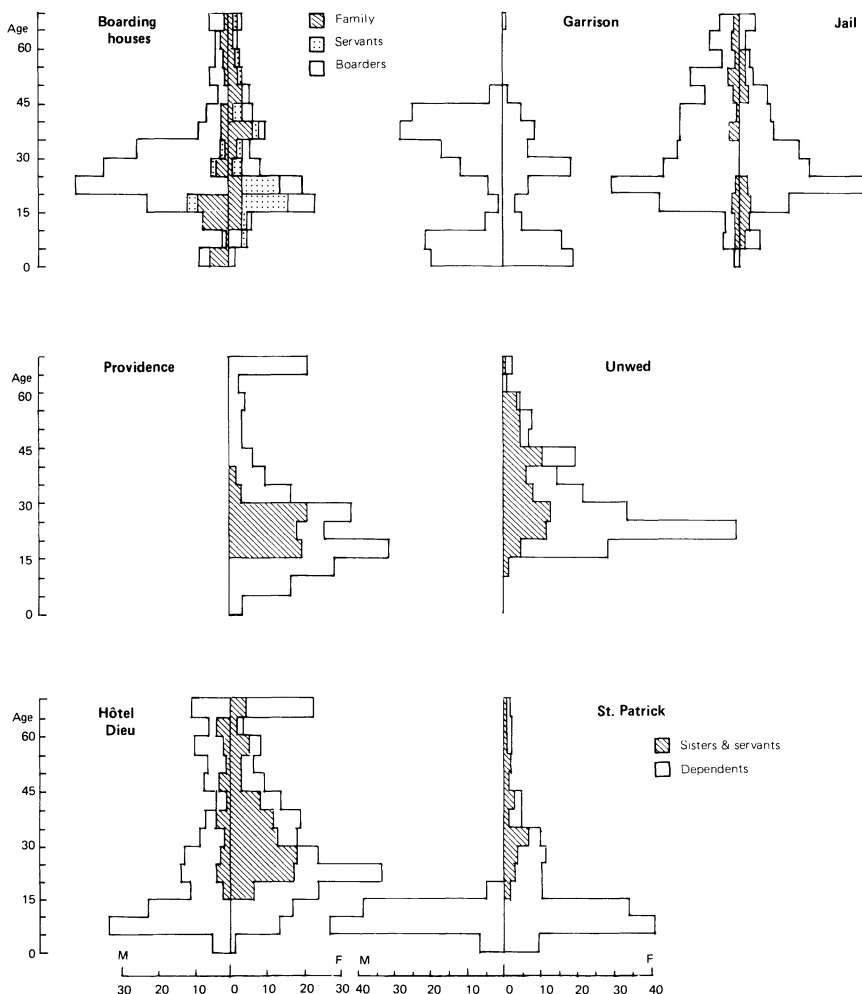 Boarding houses
Family
Servants
Boarders
Garrison
Jail
Age
60
45
30
15
0
Providence
Unwed
Age
60
45
30
15
0
Hôtel Dieu
St. Patrick
Sisters & servants
Dependents
Age
60
45
30
15
0
M F M F
30 20 10 0 10 20 30 40 30 20 10 0 10 20 30 40